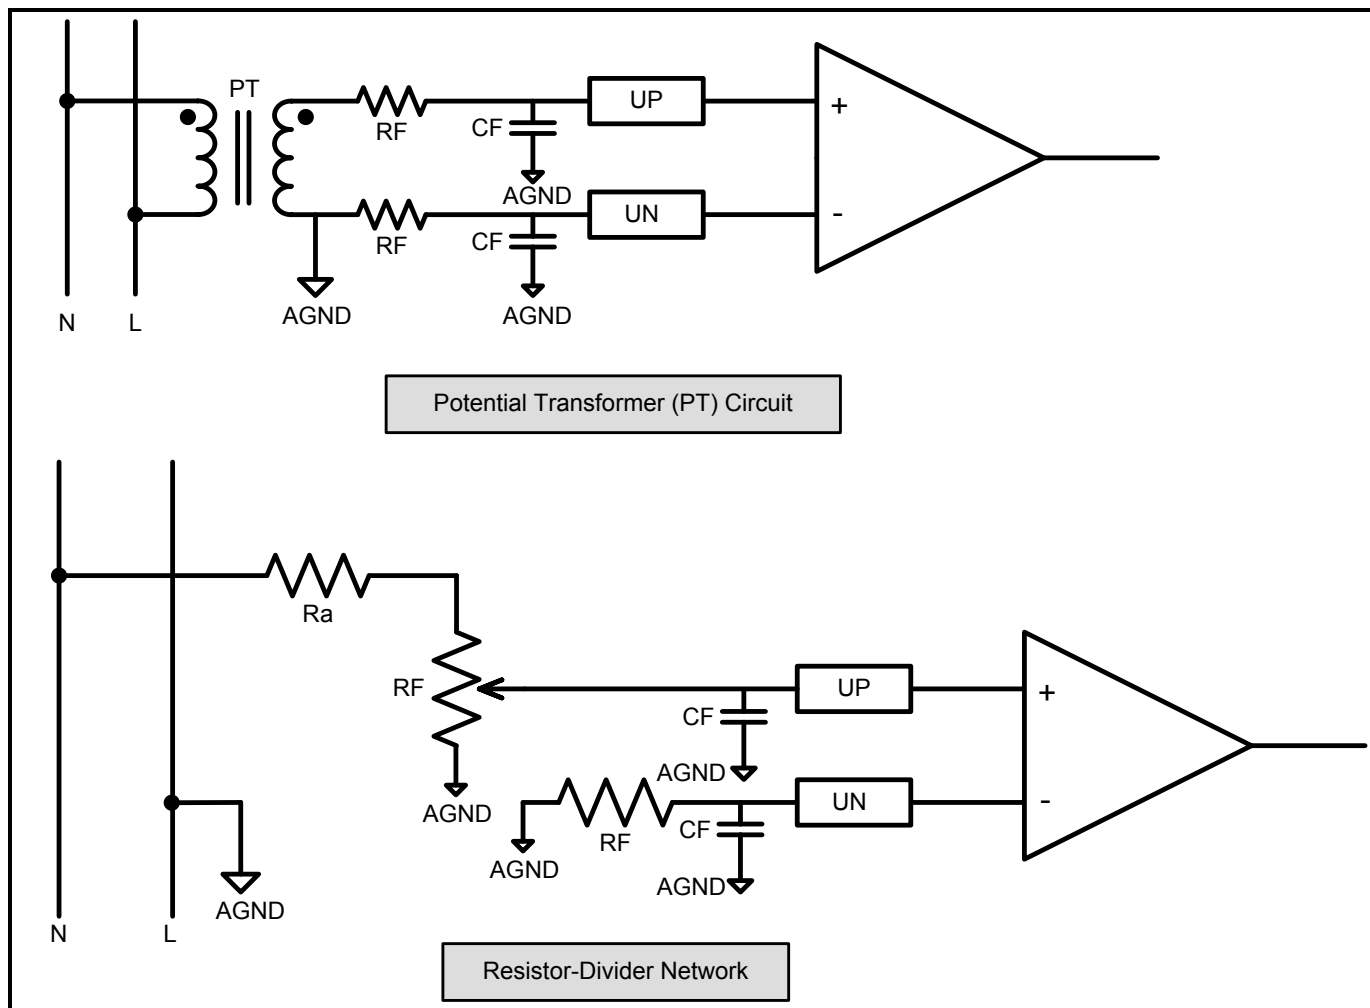 PT
RF
CF
UP
+
AGND
RF
CF
UN
-
AGND
AGND
N
L
Potential Transformer (PT) Circuit
Ra
RF
CF
UP
+
AGND
AGND
RF
CF
UN
-
AGND
AGND
AGND
N
L
Resistor-Divider Network